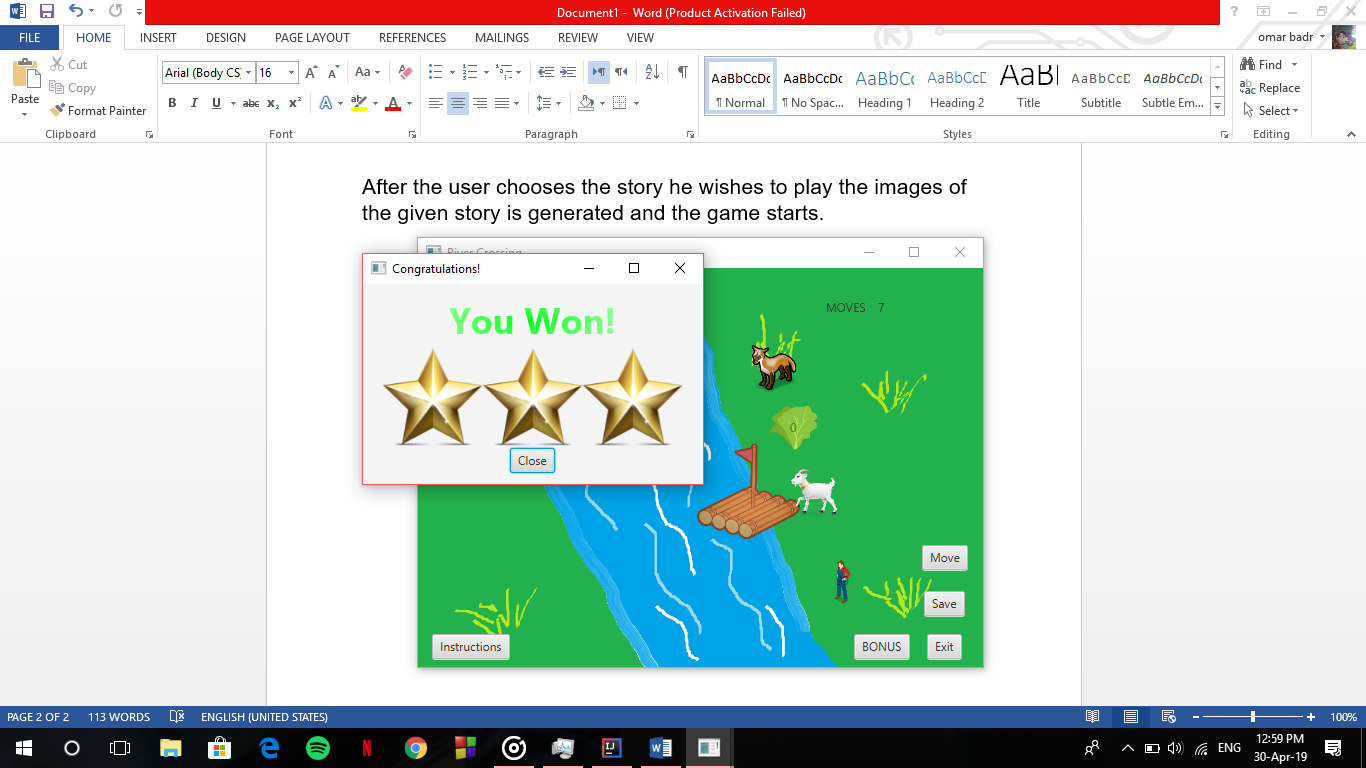 Document1 - Word (Product Activation Failed)
FILE HOME INSERT DESIGN PAGE LAYOUT REFERENCES MAILINGS REVIEW VIEW omar badr
Paste
Cut
Copy
Format Painter
Clipboard
Arial (Body CS) 16
Font
Paragraph
AaBbCcDc AaBbCcDc AaBbCc AaBbCcD AaBl AaBbCcD AaBbCcDc
¶ Normal ¶ No Spac... Heading 1 Heading 2 Title Subtitle Subtle Em...
Styles
Find
Replace
Select
Editing
After the user chooses the story he wishes to play the images of
the given story is generated and the game starts.
River Crossing
Congratulations!
You Won!
Close
MOVES 7
0
Move
Save
Instructions
BONUS
Exit
PAGE 2 OF 2 113 WORDS ENGLISH (UNITED STATES) 100%
ENG
12:59 PM
30-Apr-19